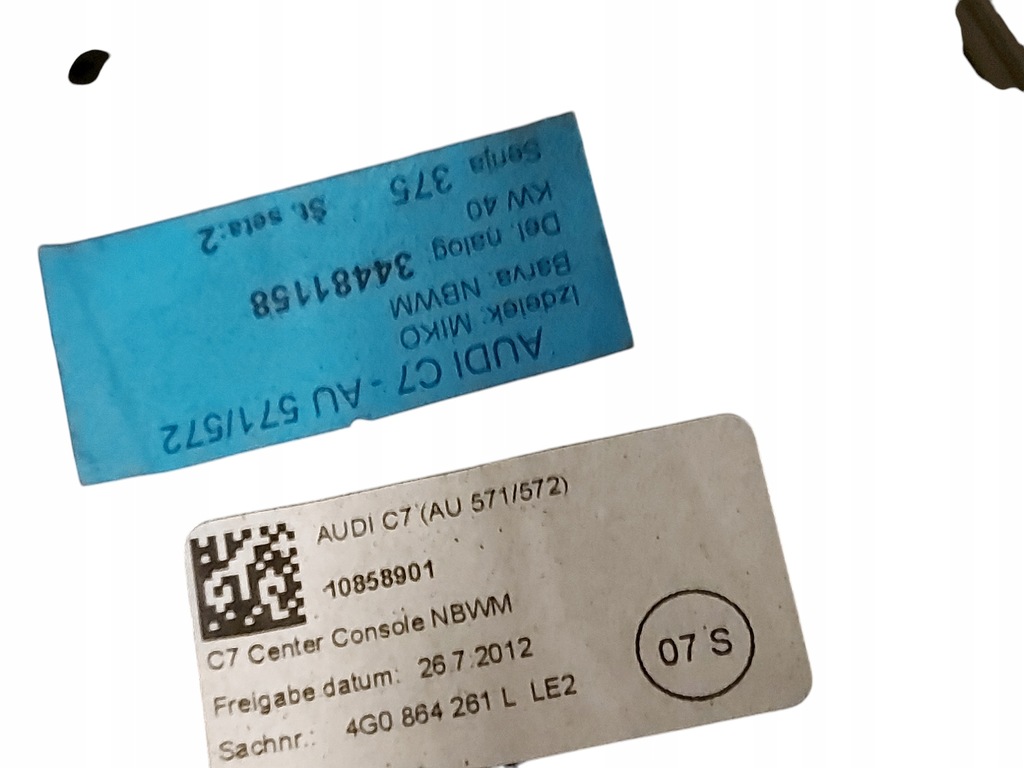 AUDI C7 - AU 571/572
Izdelek: MIKO
Barva: NBWM
Del. nalog: 34481158
KW 40
Serija 375 Št. seta:2
AUDI C7 (AU 571/572)
10858901
C7 Center Console NBWM
Freigabe datum: 26.7.2012
Sachnr.: 4G0 864 261 L LE2
07 S